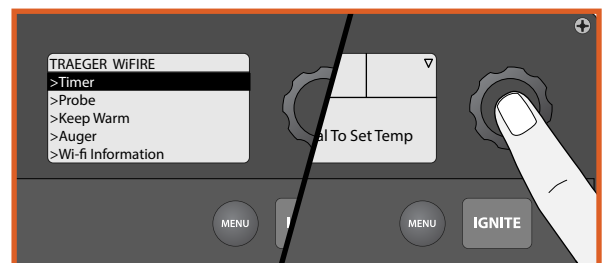 TRAEGER WiFIRE
>Timer
>Probe
>Keep Warm
>Auger
>Wi-fi Information
MENU
I
al To Set Temp
MENU
IGNITE